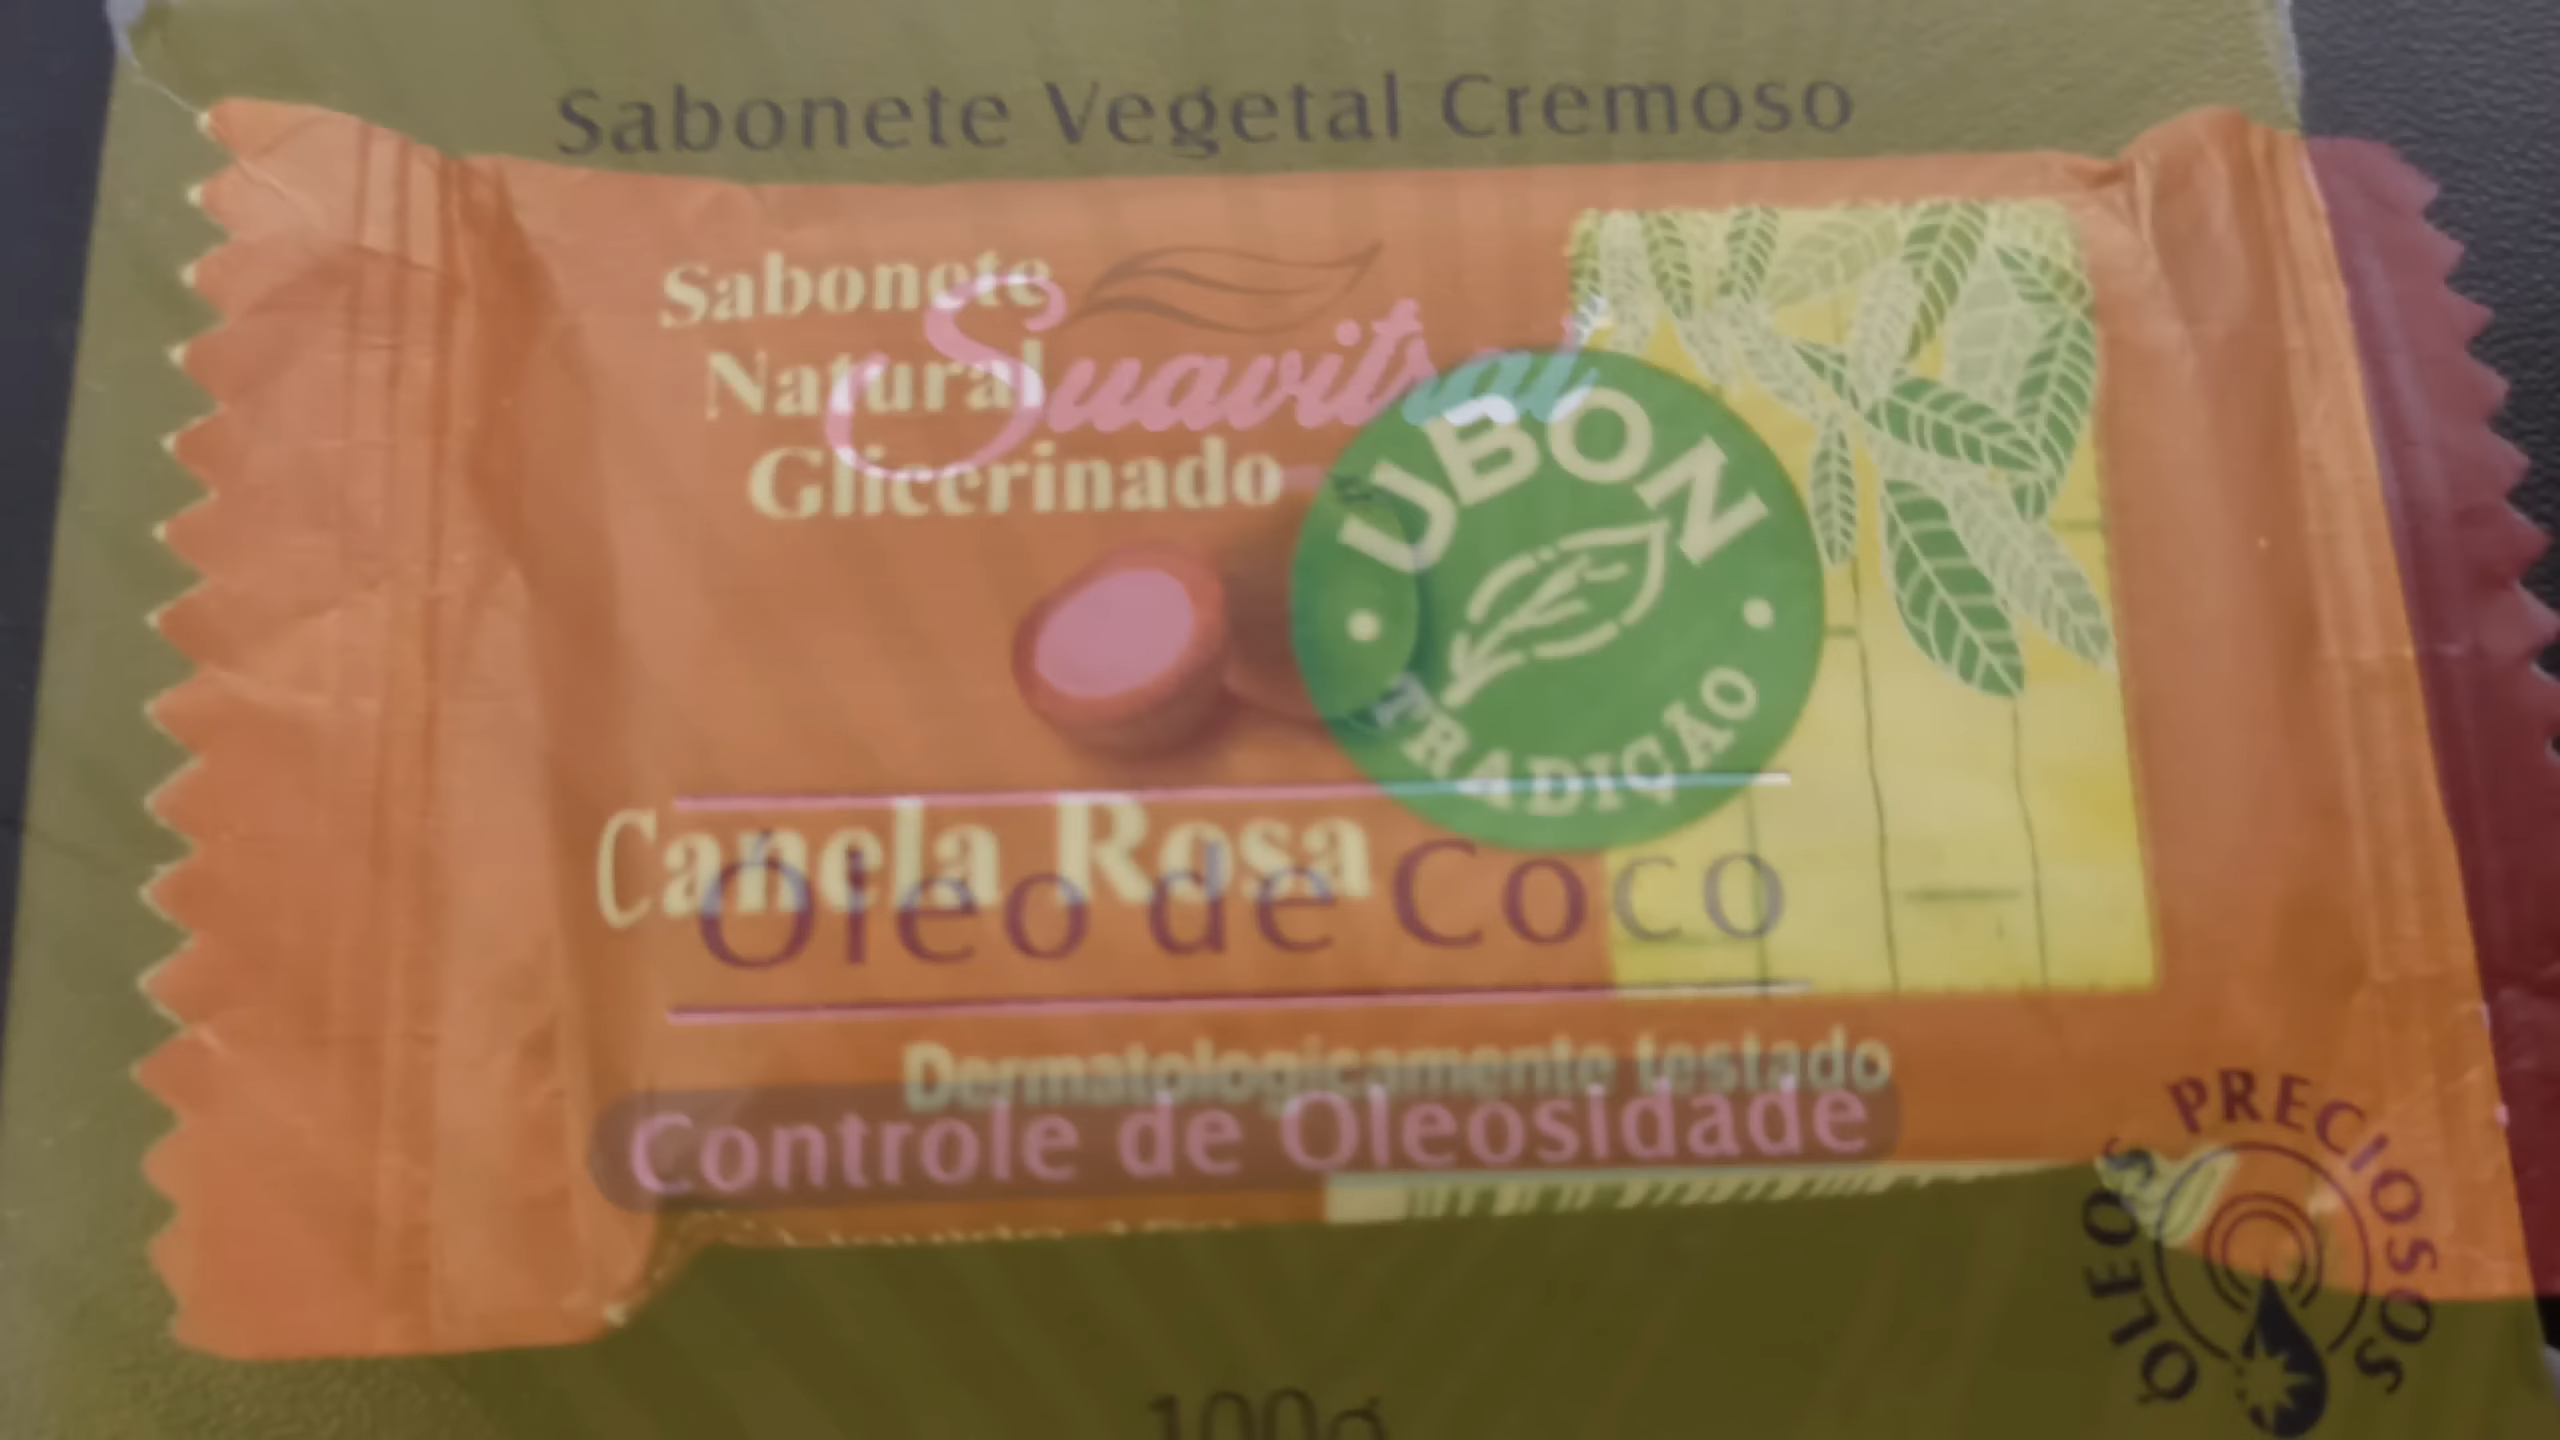 Sabonete Vegetal Cremoso
Sabonete
Natural
Glicerinado
UBON
TRADIÇÃO
Canela Rosa
Óleo de Coco
Dermatologicamente testado
Controle de Oleosidade
ÓLEOS PRECIOSOS
100g